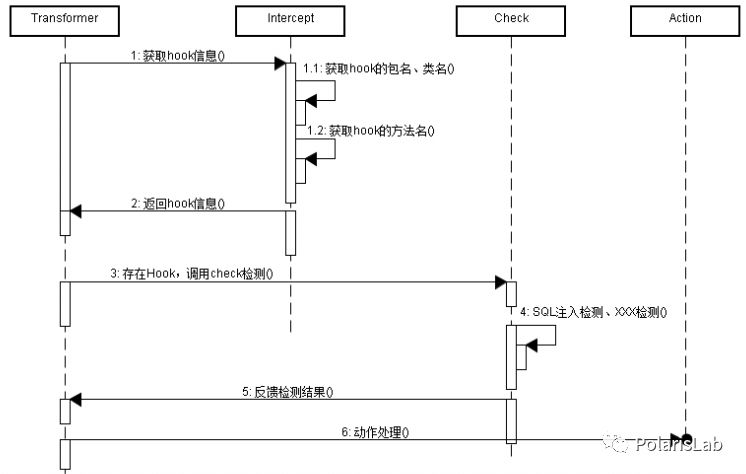 Transformer
Intercept
Check
Action
1: 获取hook信息()
1.1: 获取hook的包名、类名()
1.2: 获取hook的方法名()
2: 返回hook信息()
3: 存在Hook，调用check检测()
4: SQL注入检测、XXX检测()
5: 反馈检测结果()
6: 动作处理()
PolarisLab